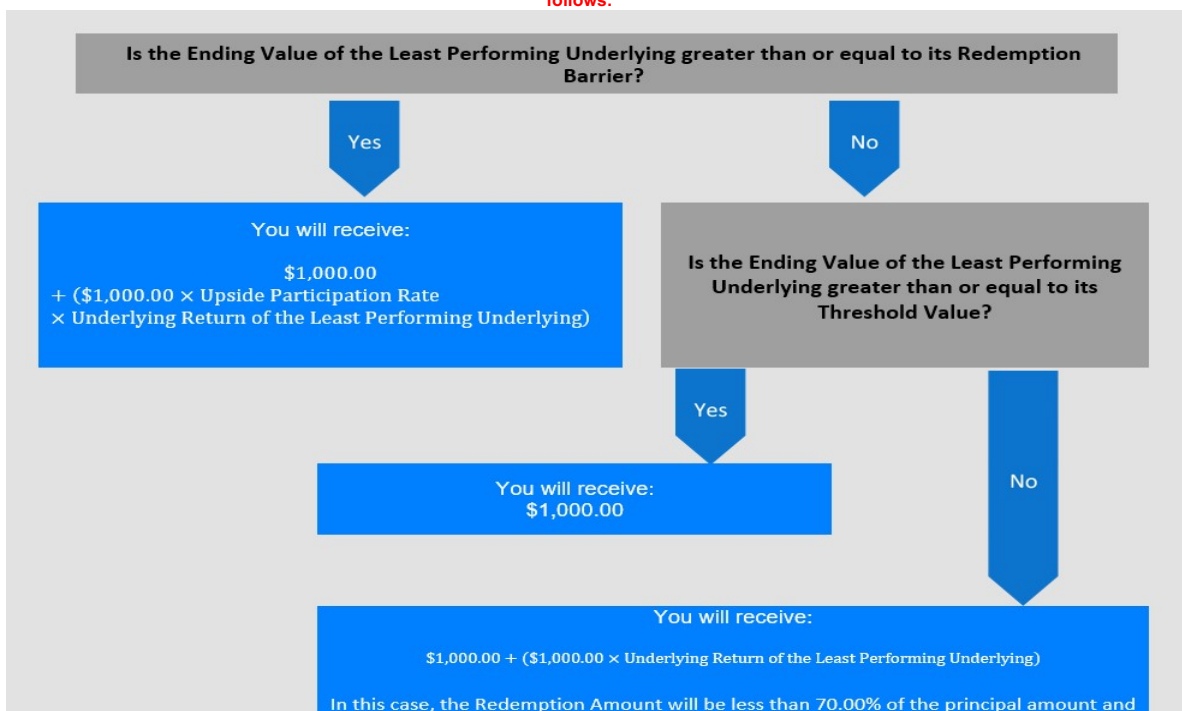 follows:
Is the Ending Value of the Least Performing Underlying greater than or equal to its Redemption
Barrier?
Yes
No
You will receive:
$1,000.00
+ ($1,000.00 × Upside Participation Rate
× Underlying Return of the Least Performing Underlying)
Is the Ending Value of the Least Performing
Underlying greater than or equal to its
Threshold Value?
Yes
No
You will receive:
$1,000.00
You will receive:
$1,000.00 + ($1,000.00 × Underlying Return of the Least Performing Underlying)
In this case, the Redemption Amount will be less than 70.00% of the principal amount and